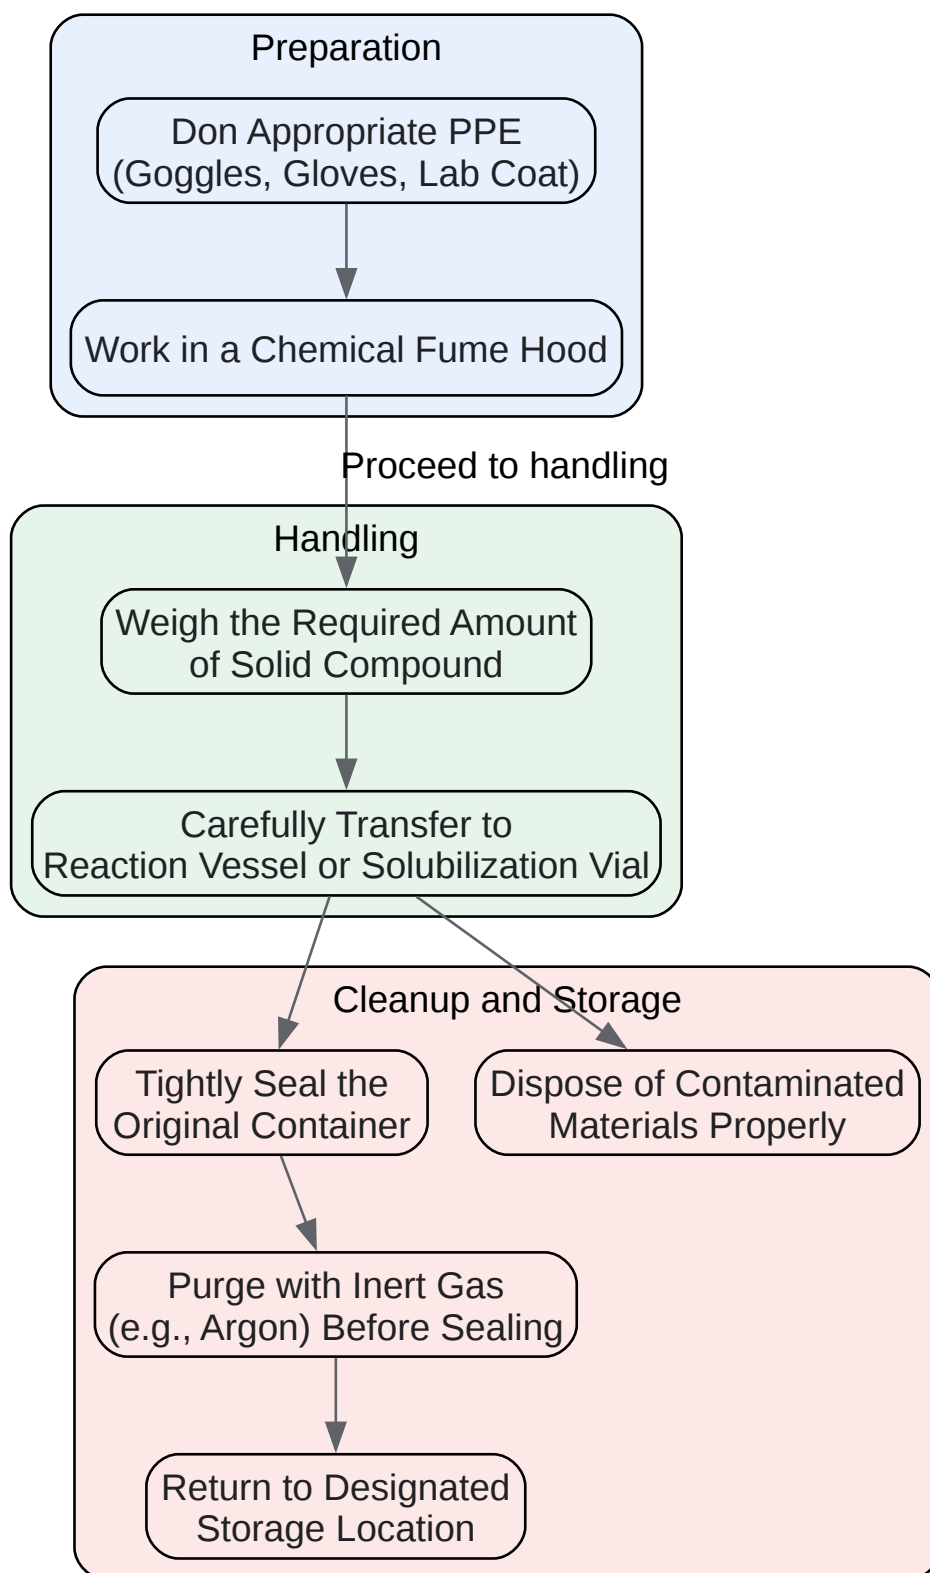 Preparation
Don Appropriate PPE
(Goggles, Gloves, Lab Coat)
Work in a Chemical Fume Hood
Proceed to handling
Handling
Weigh the Required Amount
of Solid Compound
Carefully Transfer to
Reaction Vessel or Solubilization Vial
Cleanup and Storage
Tightly Seal the
Original Container
Dispose of Contaminated
Materials Properly
Purge with Inert Gas
(e.g., Argon) Before Sealing
Return to Designated
Storage Location